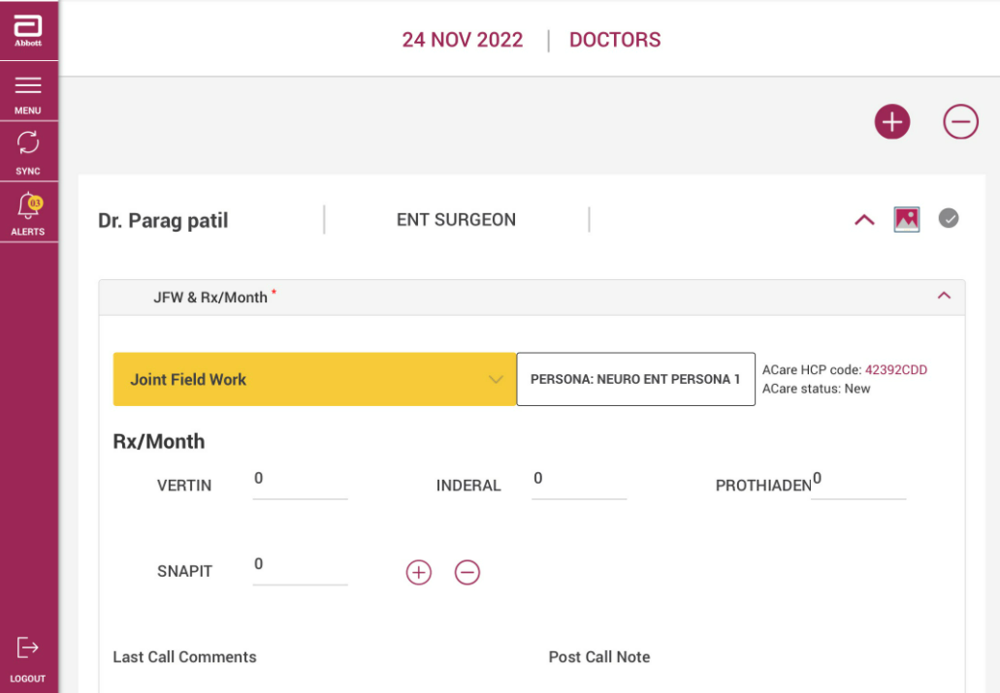 Abbott
24 NOV 2022 | DOCTORS
MENU
SYNC
03
ALERTS
Dr. Parag patil
ENT SURGEON
JFW & Rx/Month *
Joint Field Work
PERSONA: NEURO ENT PERSONA 1
ACare HCP code: 42392CDD
ACare status: New
Rx/Month
VERTIN 0
INDERAL 0
PROTHIADEN 0
SNAPIT 0
Last Call Comments
Post Call Note
LOGOUT